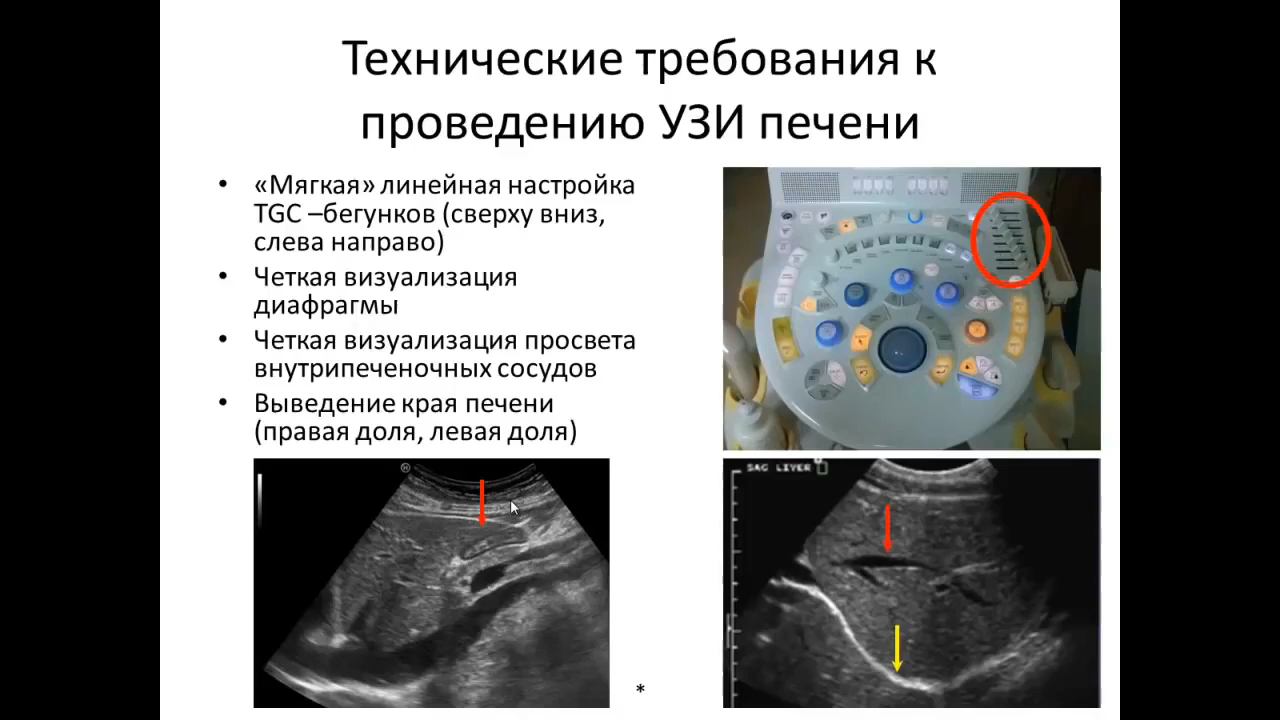 Технические требования к
проведению УЗИ печени
• «Мягкая» линейная настройка
TGC –бегунков (сверху вниз,
слева направо)
• Четкая визуализация
диафрагмы
• Четкая визуализация просвета
внутрипеченочных сосудов
• Выведение края печени
(правая доля, левая доля)
SAG LIVER
*